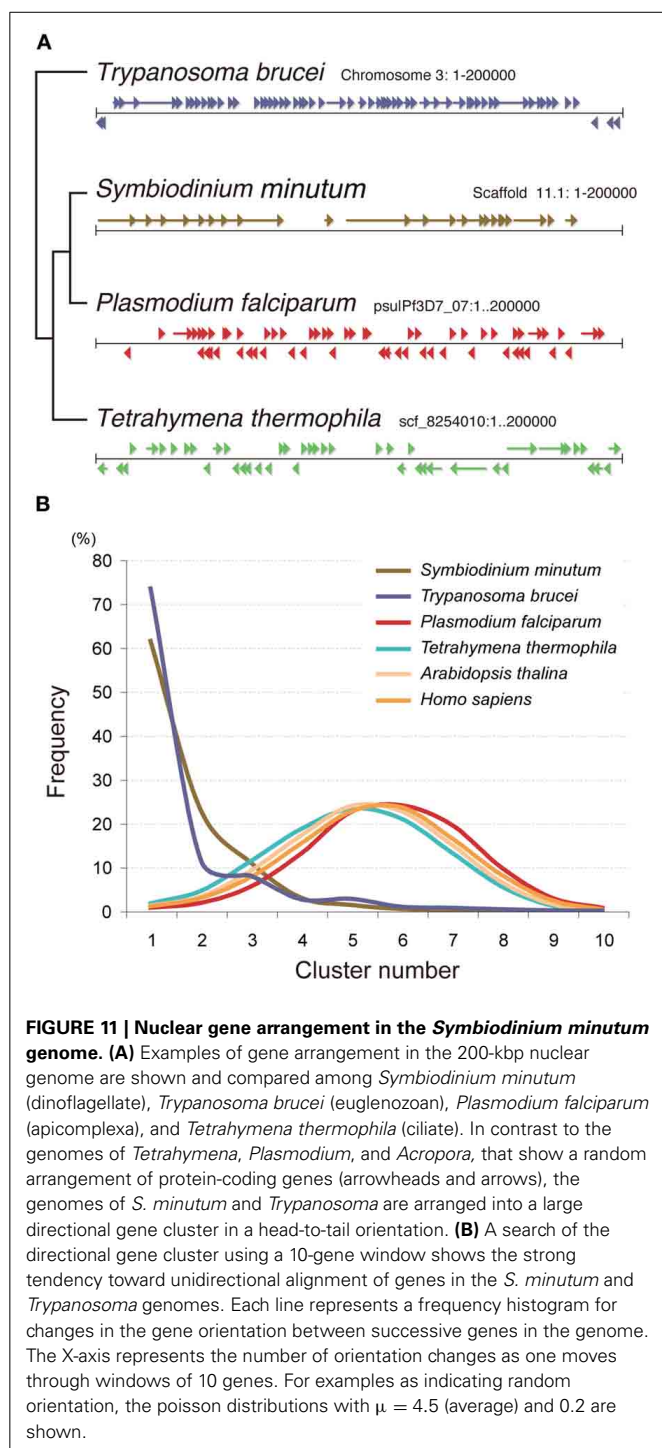 A
Trypanosoma brucei Chromosome 3: 1-200000
Symbiodinium minutum Scaffold 11.1: 1-200000
Plasmodium falciparum psulPf3D7_07:1..200000
Tetrahymena thermophila scf_8254010:1..200000
B
(%)
80
70
60
50
40
30
20
10
0
Frequency
Symbiodinium minutum
Trypanosoma brucei
Plasmodium falciparum
Tetrahymena thermophila
Arabidopsis thalina
Homo sapiens
1 2 3 4 5 6 7 8 9 10
Cluster number
FIGURE 11 | Nuclear gene arrangement in the Symbiodinium minutum
genome. (A) Examples of gene arrangement in the 200-kbp nuclear
genome are shown and compared among Symbiodinium minutum
(dinoflagellate), Trypanosoma brucei (euglenozoan), Plasmodium falciparum
(apicomplexa), and Tetrahymena thermophila (ciliate). In contrast to the
genomes of Tetrahymena, Plasmodium, and Acropora, that show a random
arrangement of protein-coding genes (arrowheads and arrows), the
genomes of S. minutum and Trypanosoma are arranged into a large
directional gene cluster in a head-to-tail orientation. (B) A search of the
directional gene cluster using a 10-gene window shows the strong
tendency toward unidirectional alignment of genes in the S. minutum and
Trypanosoma genomes. Each line represents a frequency histogram for
changes in the gene orientation between successive genes in the genome.
The X-axis represents the number of orientation changes as one moves
through windows of 10 genes. For examples as indicating random
orientation, the poisson distributions with μ = 4.5 (average) and 0.2 are
shown.